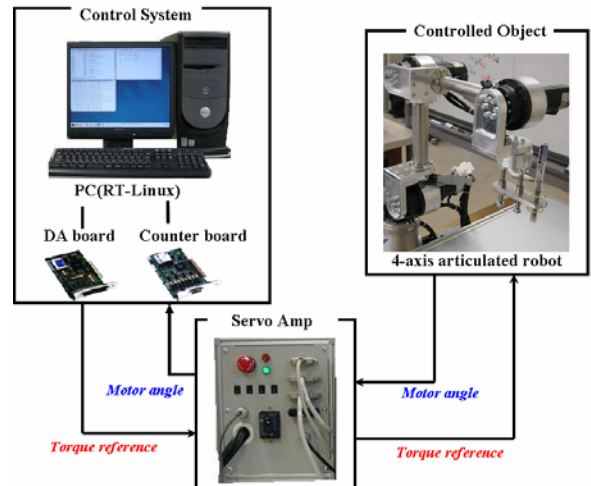 Control System
Controlled Object
PC(RT-Linux)
DA board
Counter board
4-axis articulated robot
Servo Amp
Motor angle
Motor angle
Torque reference
Torque reference